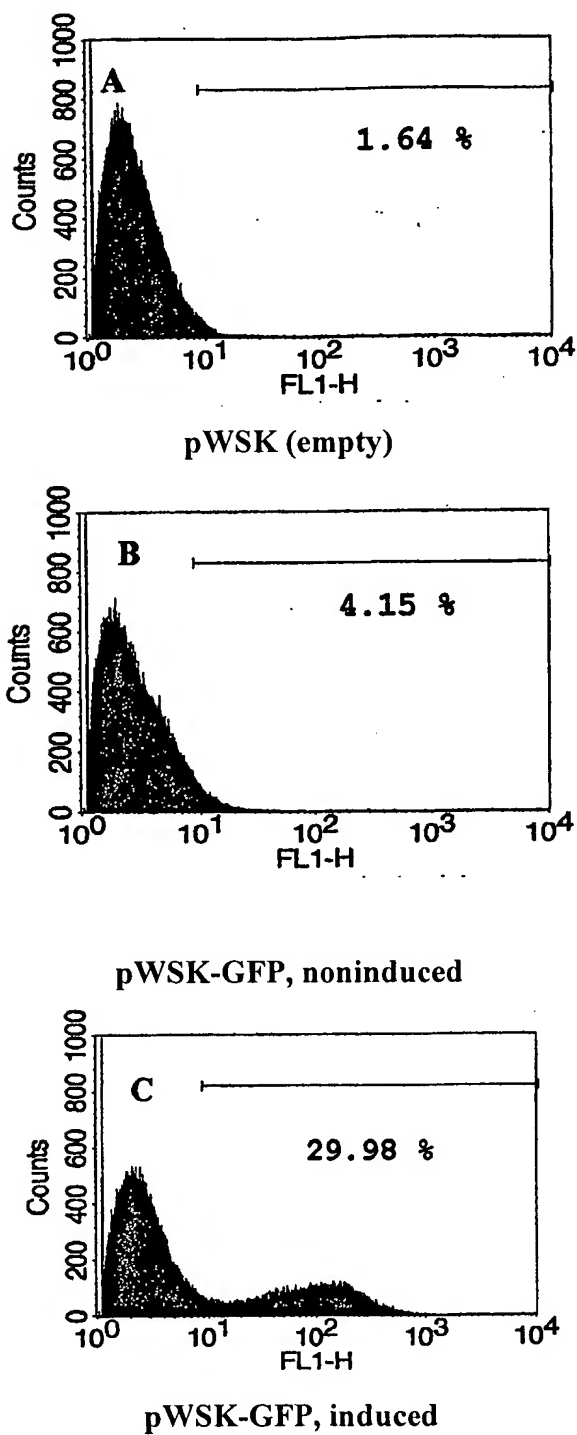 1000
A
800
1.64 %
600
Counts
400
200
0
10^0 10^1 10^2 10^3 10^4
FL1-H
pWSK (empty)
1000
B
800
4.15 %
600
Counts
400
200
0
10^0 10^1 10^2 10^3 10^4
FL1-H
pWSK-GFP, noninduced
1000
C
800
29.98 %
600
Counts
400
200
0
10^0 10^1 10^2 10^3 10^4
FL1-H
pWSK-GFP, induced